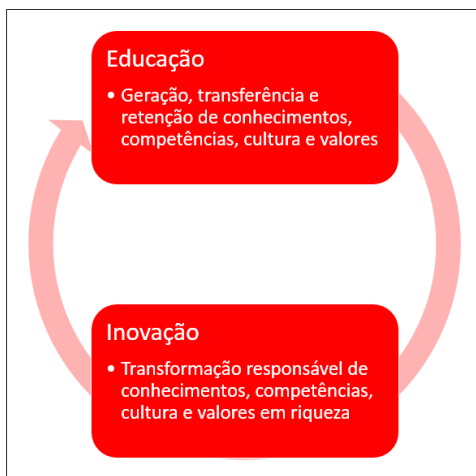 Educação
• Geração, transferência e
retenção de conhecimentos,
competências, cultura e valores
Inovação
• Transformação responsável de
conhecimentos, competências,
cultura e valores em riqueza